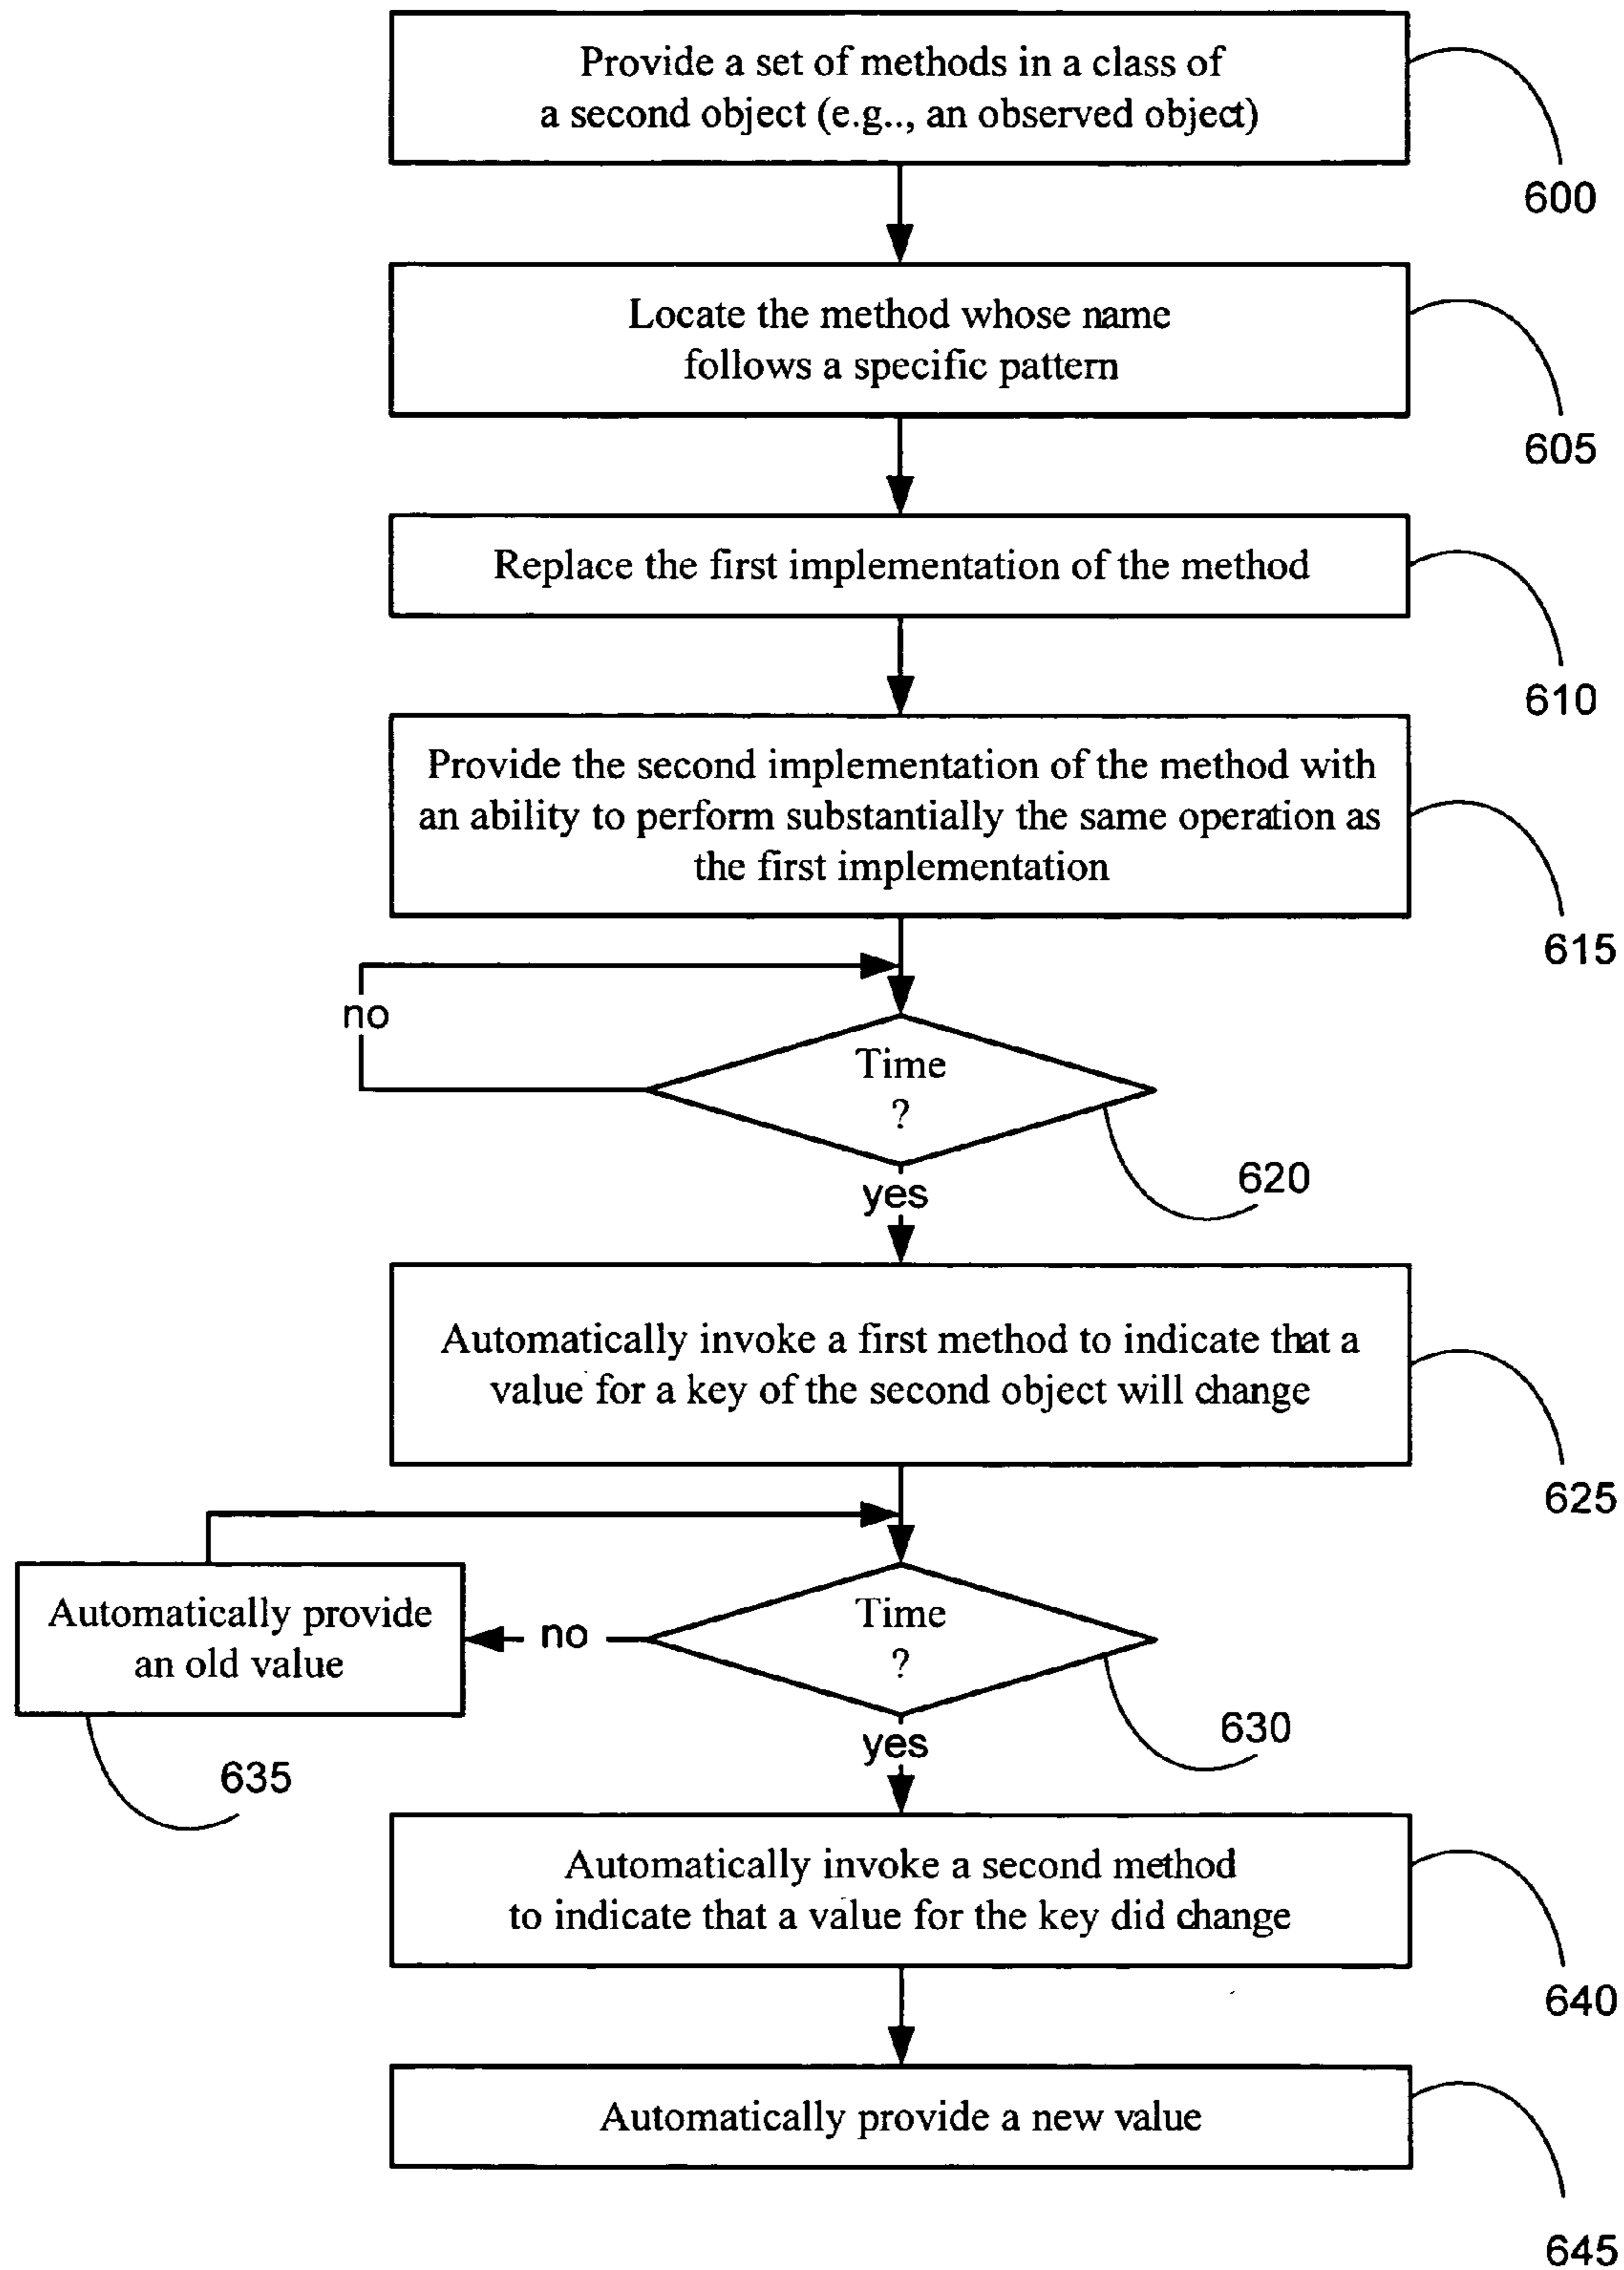 Provide a set of methods in a class of
a second object (e.g.., an observed object)
600
Locate the method whose name
follows a specific pattern
605
Replace the first implementation of the method
610
Provide the second implementation of the method with
an ability to perform substantially the same operation as
the first implementation
615
no
Time
?
620
yes
Automatically invoke a first method to indicate that a
value for a key of the second object will change
625
Automatically provide
an old value
635
no
Time
?
630
yes
Automatically invoke a second method
to indicate that a value for the key did change
640
Automatically provide a new value
645